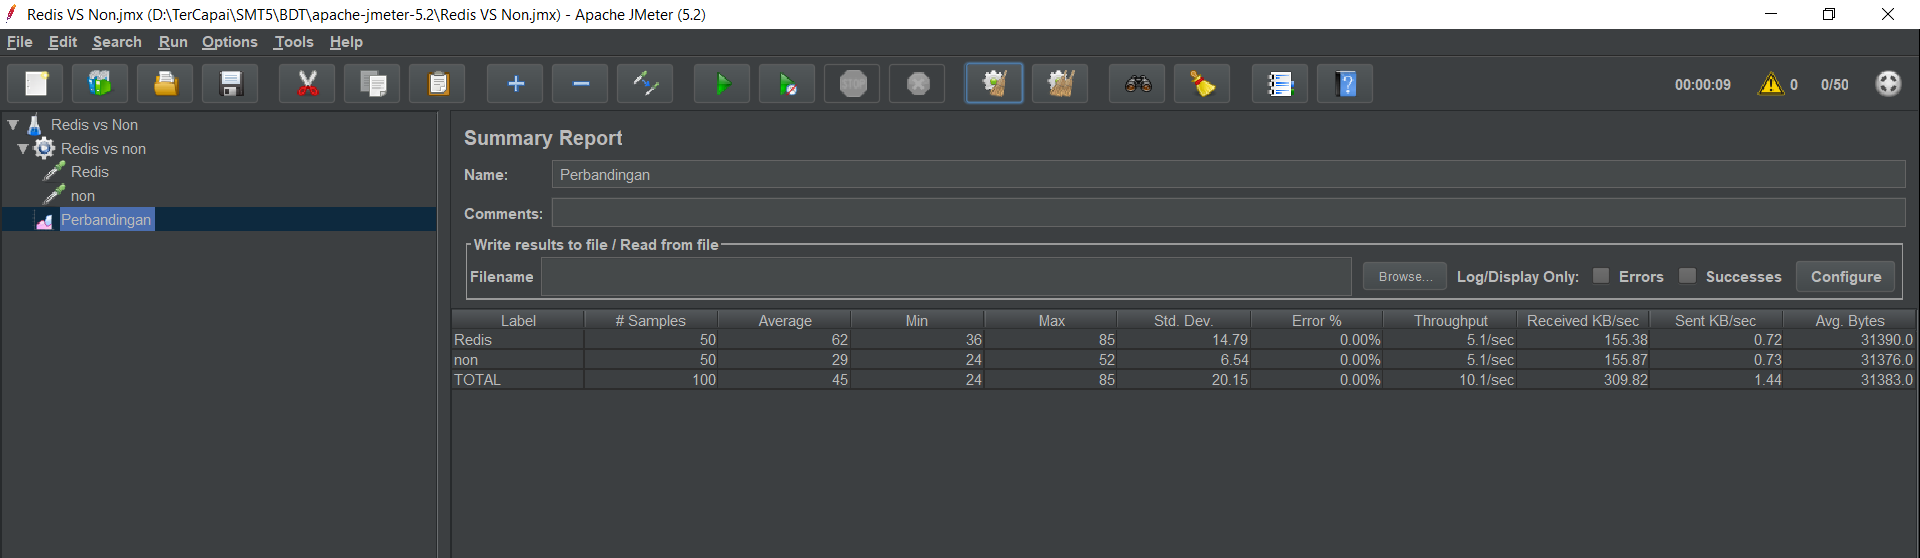 Redis VS Non.jmx (D:\TerCapai\SMT5\BDT\apache-jmeter-5.2\Redis VS Non.jmx) - Apache JMeter (5.2)
File Edit Search Run Options Tools Help
STOP 00:00:09 0 0/50
Redis vs Non
Redis vs non
Redis
non
Perbandingan
Summary Report
Name: Perbandingan
Comments:
Write results to file / Read from file
Filename Browse... Log/Display Only: Errors Successes Configure
Label # Samples Average Min Max Std. Dev. Error % Throughput Received KB/sec Sent KB/sec Avg. Bytes
Redis 50 62 36 85 14.79 0.00% 5.1/sec 155.38 0.72 31390.0
non 50 29 24 52 6.54 0.00% 5.1/sec 155.87 0.73 31376.0
TOTAL 100 45 24 85 20.15 0.00% 10.1/sec 309.82 1.44 31383.0